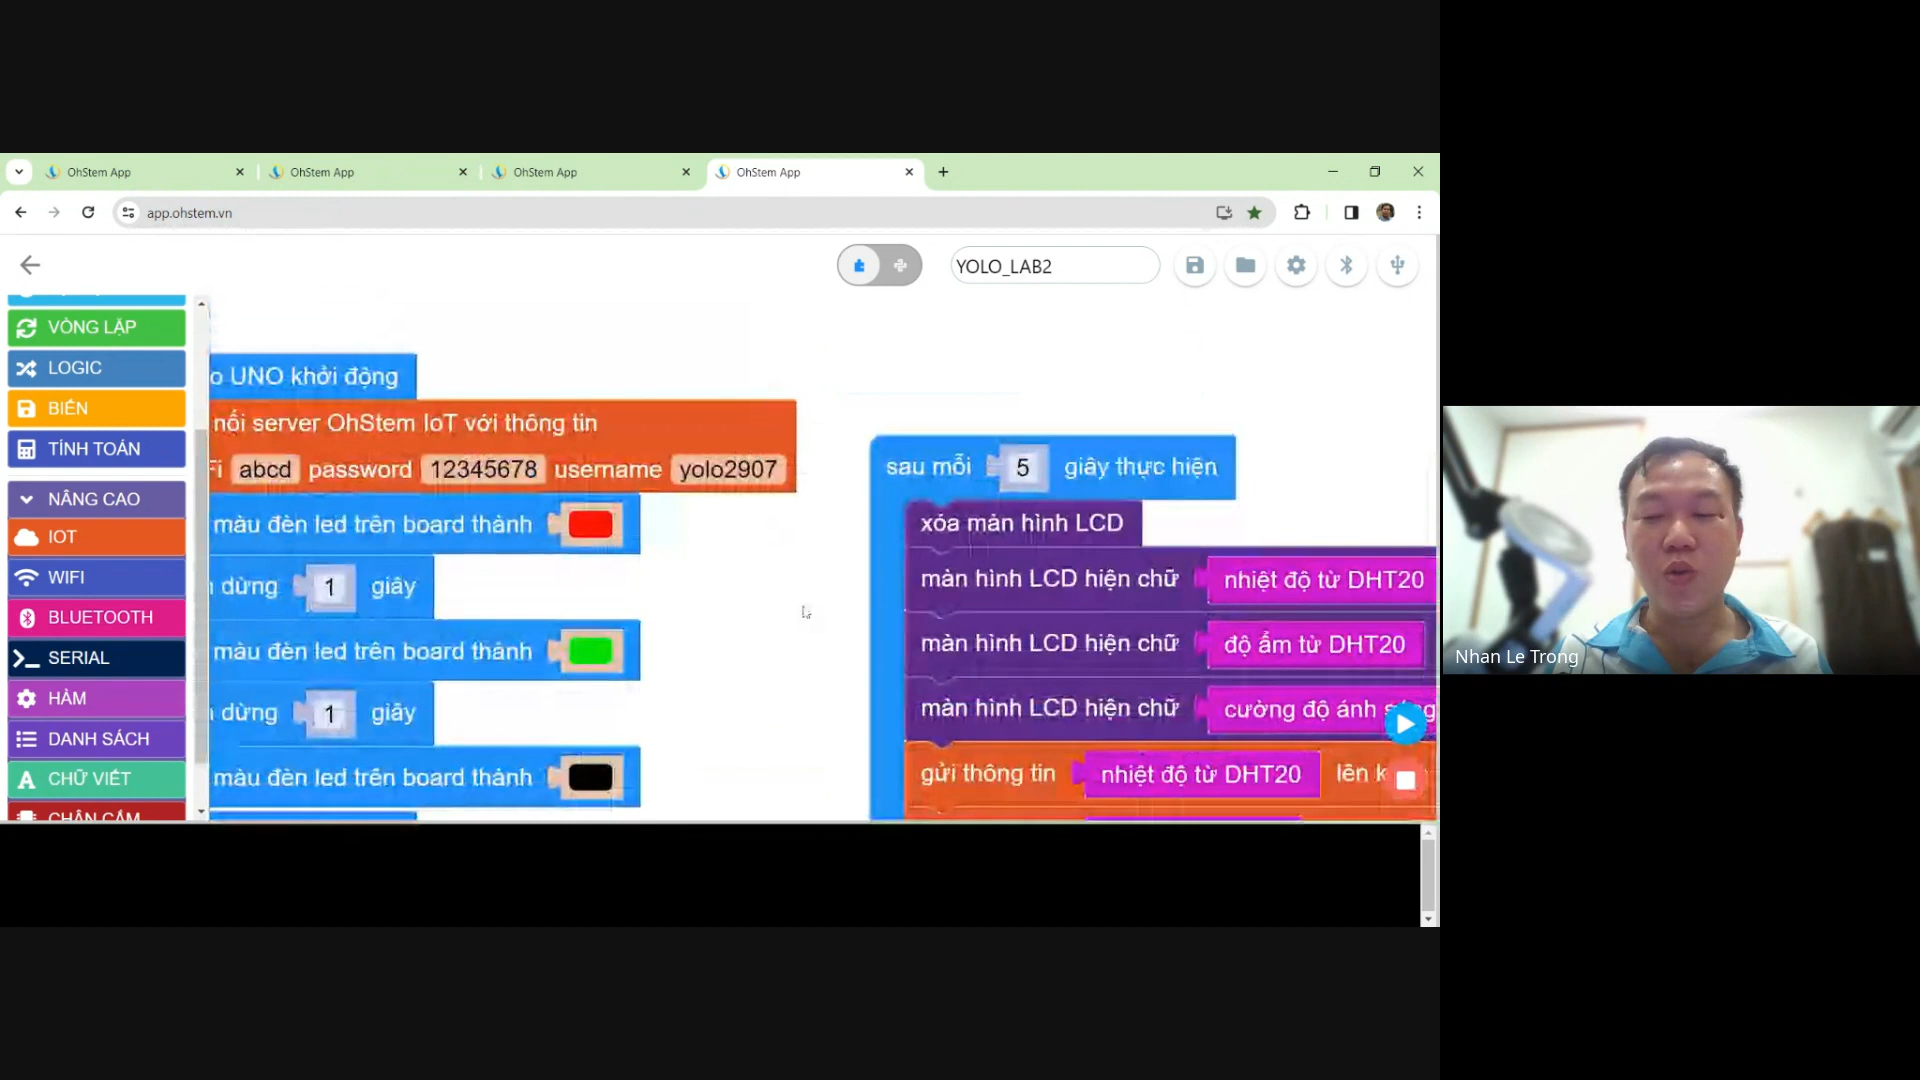 OhStem App
OhStem App
OhStem App
OhStem App
app.ohstem.vn
YOLO_LAB2
VÒNG LẶP
LOGIC
BIẾN
TÍNH TOÁN
NÂNG CAO
IOT
WIFI
BLUETOOTH
SERIAL
HÀM
DANH SÁCH
CHỮ VIẾT
CHÂN CẮM
o UNO khởi động
nối server OhStem IoT với thông tin
Fi abcd password 12345678 username yolo2907
màu đèn led trên board thành
dừng 1 giây
màu đèn led trên board thành
dừng 1 giây
màu đèn led trên board thành
sau mỗi 5 giây thực hiện
xóa màn hình LCD
màn hình LCD hiện chữ nhiệt độ từ DHT20
màn hình LCD hiện chữ độ ẩm từ DHT20
màn hình LCD hiện chữ cường độ ánh
gửi thông tin nhiệt độ từ DHT20 lên k
Nhan Le Trong